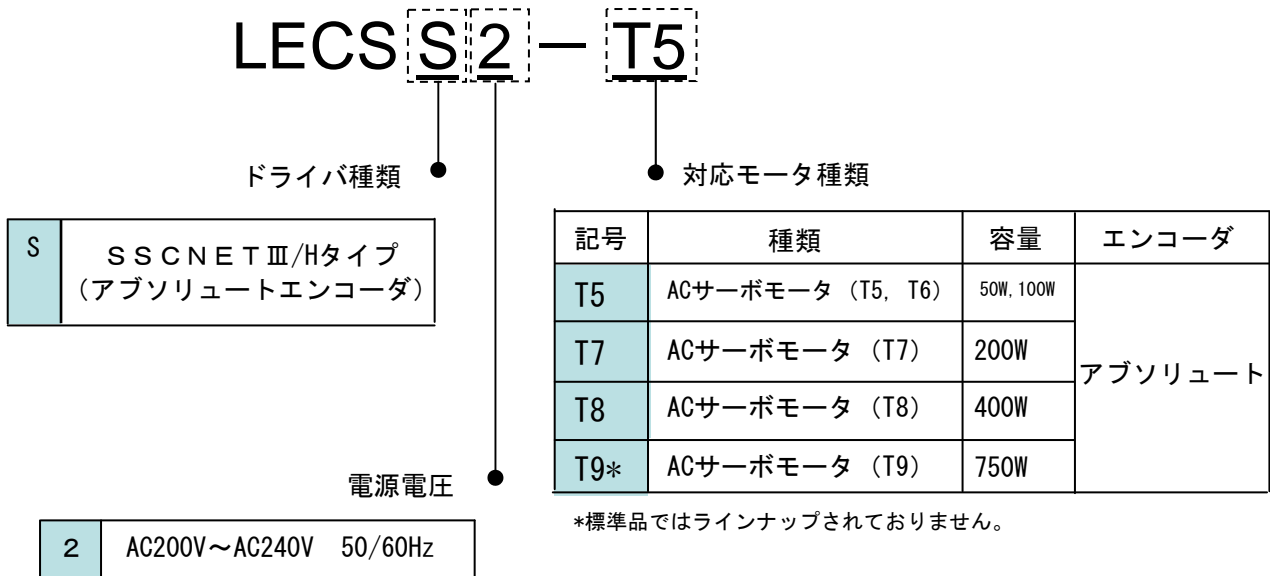 LECSS2－T5
ドライバ種類
対応モータ種類
S ＳＳＣＮＥＴⅢ/Hタイプ
（アブソリュートエンコーダ）
記号 種類 容量 エンコーダ
T5 ACサーボモータ（T5, T6） 50W,100W
T7 ACサーボモータ（T7） 200W
アブソリュート
T8 ACサーボモータ（T8） 400W
T9* ACサーボモータ（T9） 750W
*標準品ではラインナップされておりません。
電源電圧
２ AC200V～AC240V 50/60Hz